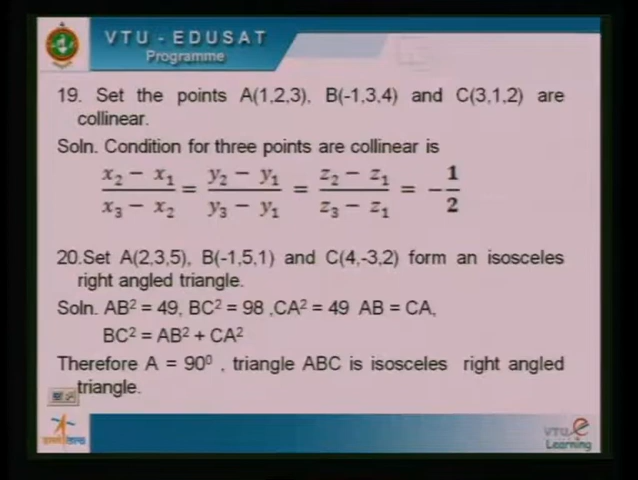 VTU - EDUSAT
Programme
19. Set the points A(1,2,3), B(-1,3,4) and C(3,1,2) are
collinear.
Soln. Condition for three points are collinear is
x₂ − x₁ / x₃ − x₂ = y₂ − y₁ / y₃ − y₁ = z₂ − z₁ / z₃ − z₁ = − 1/2
20.Set A(2,3,5), B(-1,5,1) and C(4,-3,2) form an isosceles
right angled triangle.
Soln. AB² = 49, BC² = 98 ,CA² = 49 AB = CA,
BC² = AB² + CA²
Therefore A = 90⁰ , triangle ABC is isosceles right angled
triangle.
VTU e
Learning